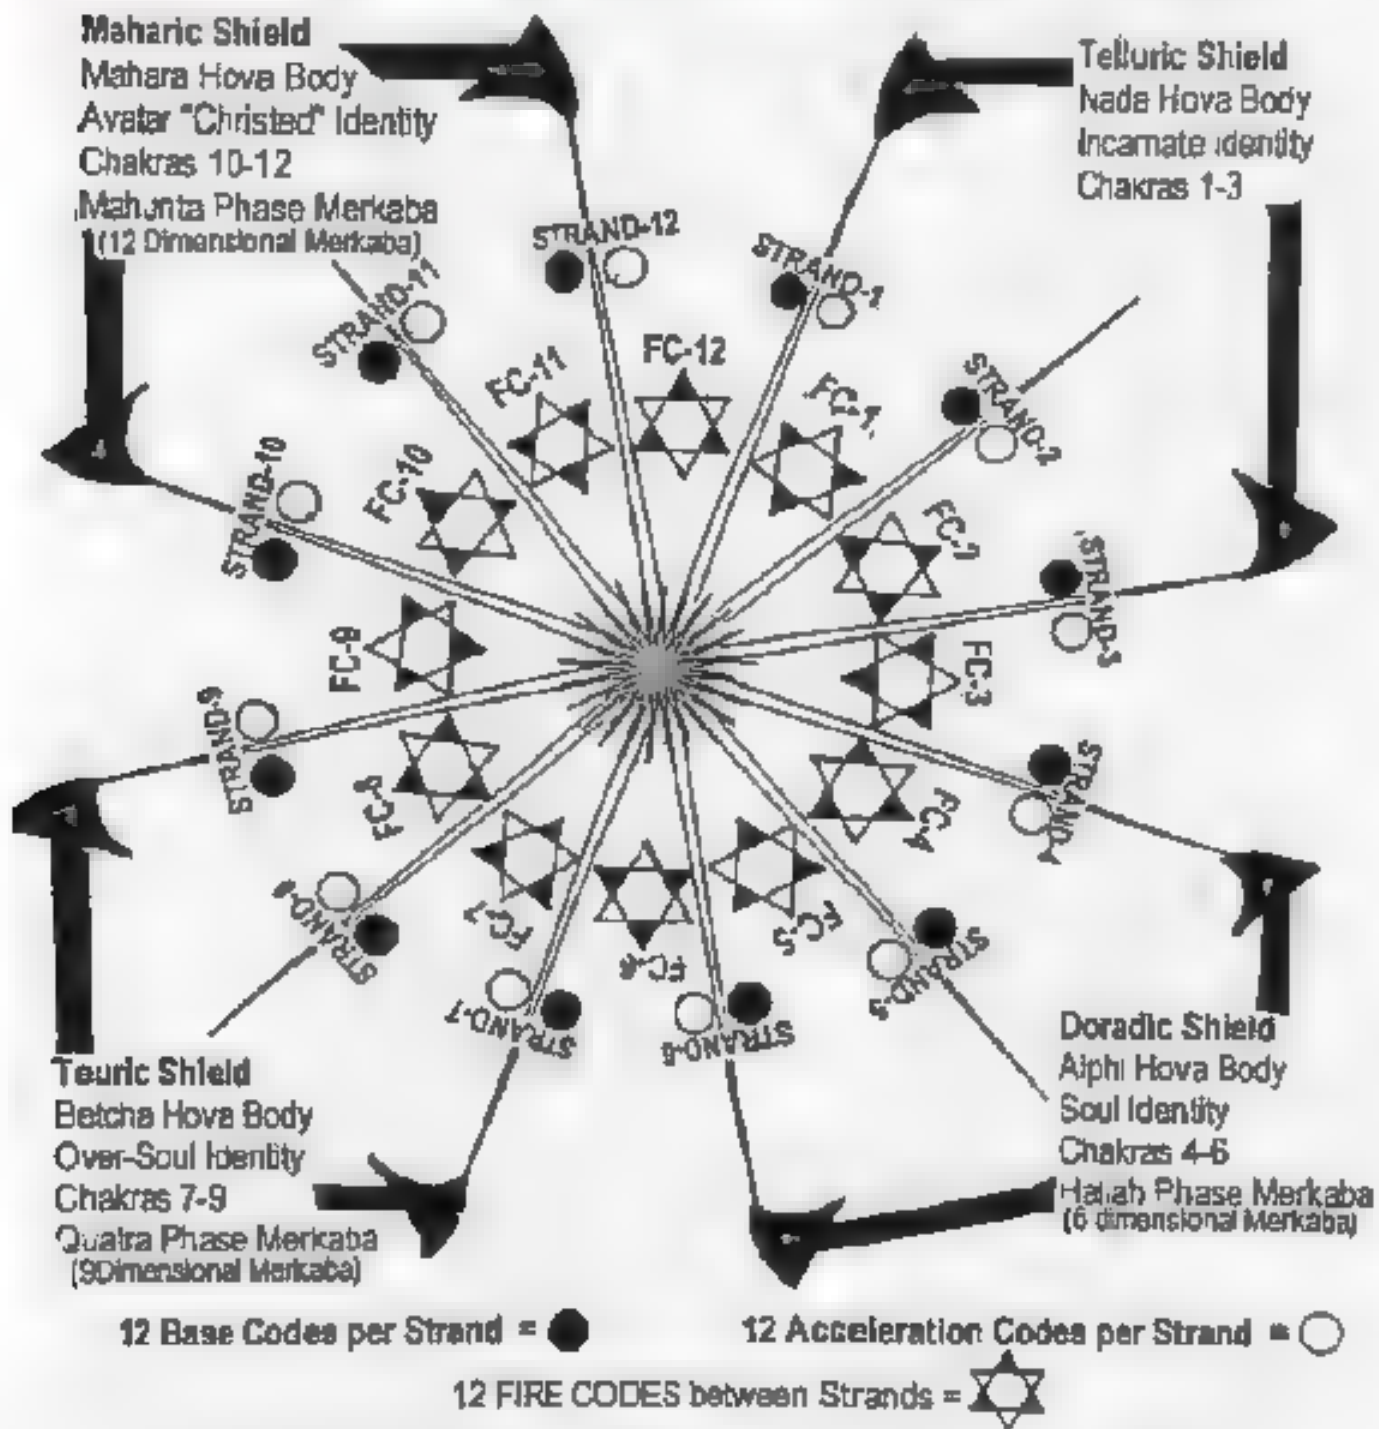 Maharic Shield
Mahara Hova Body
Avatar "Christed" Identity
Chakras 10-12
Mahunta Phase Merkaba
(12 Dimensional Merkaba)
Telluric Shield
Nada Hova Body
Incarnate identity
Chakras 1-3
STRAND-12
STRAND-1
STRAND-11
STRAND-2
STRAND-10
STRAND-3
STRAND-9
STRAND-4
STRAND-8
STRAND-5
STRAND-7
STRAND-6
FC-12
FC-11
FC-1
FC-10
FC-2
FC-9
FC-3
FC-8
FC-4
FC-7
FC-5
FC-6
Teuric Shield
Betcha Hova Body
Over-Soul Identity
Chakras 7-9
Quatra Phase Merkaba
(9Dimensional Merkaba)
Doradic Shield
Alphi Hova Body
Soul Identity
Chakras 4-6
Hallah Phase Merkaba
(6 dimensional Merkaba)
12 Base Codes per Strand =
12 Acceleration Codes per Strand =
12 FIRE CODES between Strands =